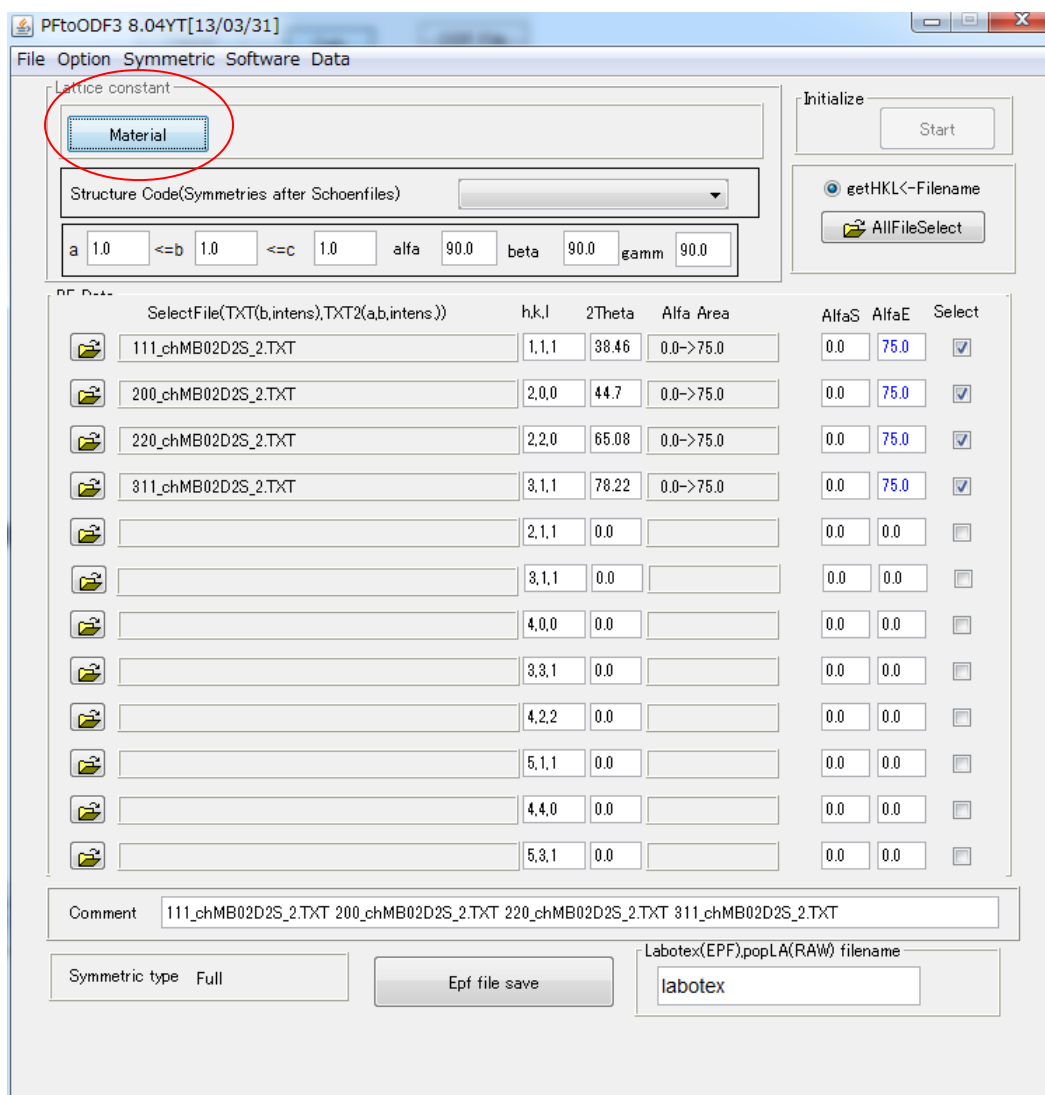 PFtoODF3 8.04YT[13/03/31]
File Option Symmetric Software Data
Lattice constant
Material
Initialize
Start
Structure Code(Symmetries after Schoenfiles)
getHKL<-Filename
AllFileSelect
a 1.0 <=b 1.0 <=c 1.0 alfa 90.0 beta 90.0 gamm 90.0
PF Data
SelectFile(TXT(b,intens),TXT2(a,b,intens.)) h,k,l 2Theta Alfa Area AlfaS AlfaE Select
111_chMB02D2S_2.TXT 1,1,1 38.46 0.0->75.0 0.0 75.0
200_chMB02D2S_2.TXT 2,0,0 44.7 0.0->75.0 0.0 75.0
220_chMB02D2S_2.TXT 2,2,0 65.08 0.0->75.0 0.0 75.0
311_chMB02D2S_2.TXT 3,1,1 78.22 0.0->75.0 0.0 75.0
2,1,1 0.0 0.0 0.0
3,1,1 0.0 0.0 0.0
4,0,0 0.0 0.0 0.0
3,3,1 0.0 0.0 0.0
4,2,2 0.0 0.0 0.0
5,1,1 0.0 0.0 0.0
4,4,0 0.0 0.0 0.0
5,3,1 0.0 0.0 0.0
Comment 111_chMB02D2S_2.TXT 200_chMB02D2S_2.TXT 220_chMB02D2S_2.TXT 311_chMB02D2S_2.TXT
Symmetric type Full
Epf file save
Labotex(EPF),popLA(RAW) filename
labotex